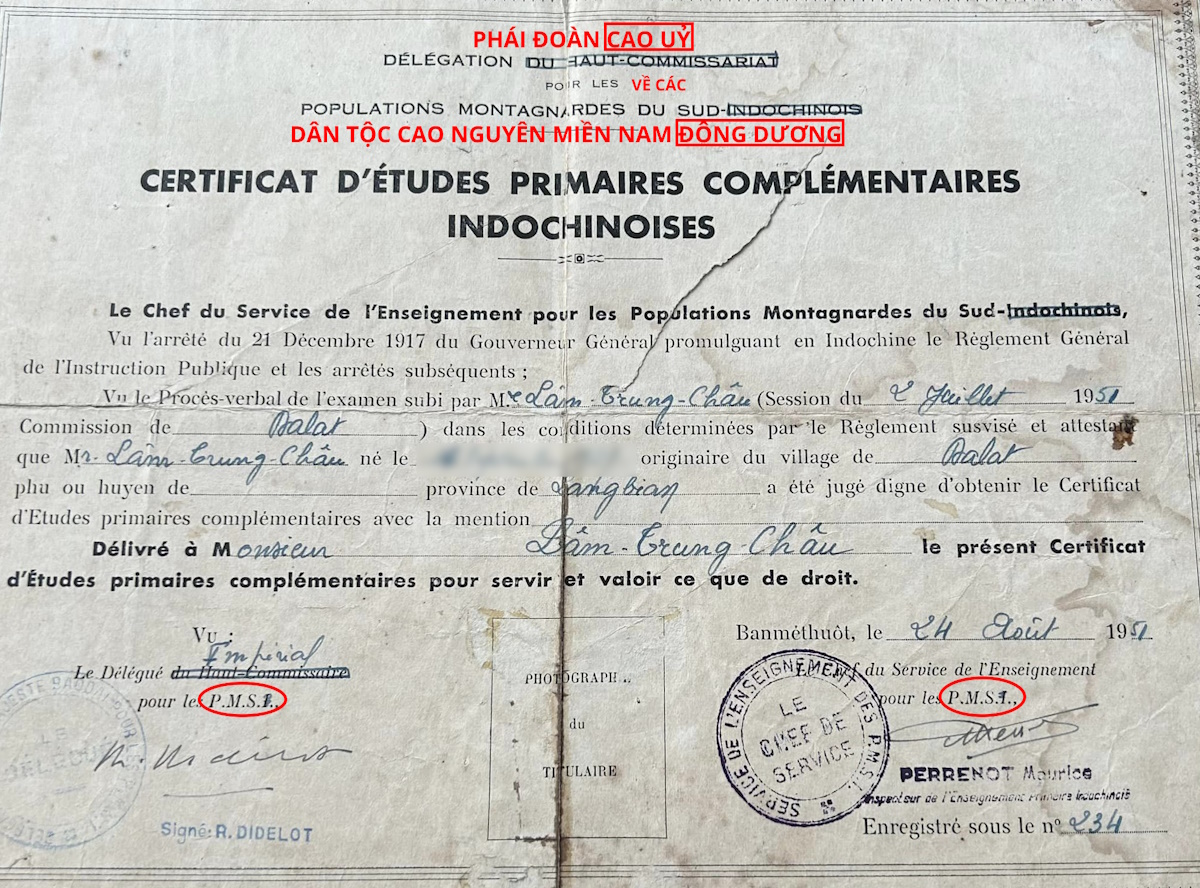 PHÁI ĐOÀN CAO UỶ
DÉLÉGATION DU HAUT-COMMISSARIAT
POUR LES VỀ CÁC
POPULATIONS MONTAGNARDES DU SUD-INDOCHINOIS
DÂN TỘC CAO NGUYÊN MIỀN NAM ĐÔNG DƯƠNG
CERTIFICAT D'ÉTUDES PRIMAIRES COMPLÉMENTAIRES
INDOCHINOISES
Le Chef du Service de l'Enseignement pour les Populations Montagnardes du Sud-Indochinois,
Vu l'arrêté du 21 Décembre 1917 du Gouverneur Général promulguant en Indochine le Règlement Général
de l'Instruction Publique et les arrêtés subséquents ;
Vu le Procès-verbal de l'examen subi par Mr Lâm-Trung-Châu (Session du 2 Juillet 1951
Commission de Dalat ) dans les conditions déterminées par le Règlement susvisé et attestant
que Mr. Lâm-Trung-Châu né le originaire du village de Dalat
phu ou huyen de province de Langbian a été jugé digne d'obtenir le Certificat
d'Etudes primaires complémentaires avec la mention
Délivré à Monsieur Lâm-Trung Châu le présent Certificat
d'Études primaires complémentaires pour servir et valoir ce que de droit.
Vu :
Impérial
Le Délégué du Haut-Commissaire
pour les P.M.S.I.,
Signé: R. DIDELOT
PHOTOGRAPHIE
du
TITULAIRE
Banméthuôt, le 24 Août 1951
Chef du Service de l'Enseignement
pour les P.M.S.I.,
SERVICE DE L'ENSEIGNEMENT DES P.M.S.I.
LE
CHEF DE
SERVICE
PERRENOT Maurice
Inspecteur de l'Enseignement Primaire Indochinois
Enregistré sous le n° 234